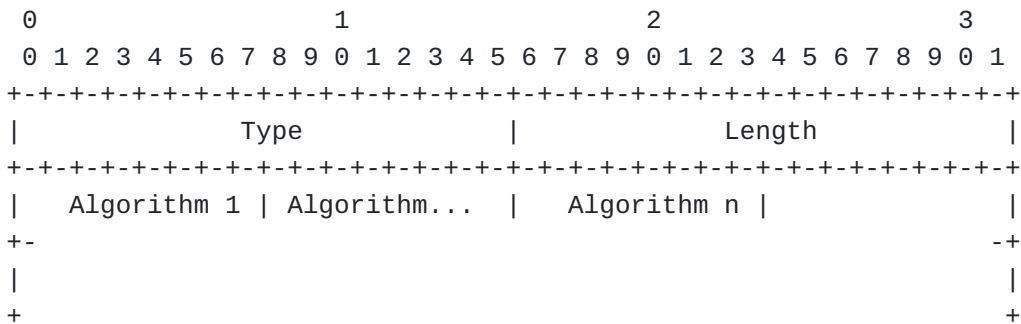 0                   1                   2                   3
 0 1 2 3 4 5 6 7 8 9 0 1 2 3 4 5 6 7 8 9 0 1 2 3 4 5 6 7 8 9 0 1
+-+-+-+-+-+-+-+-+-+-+-+-+-+-+-+-+-+-+-+-+-+-+-+-+-+-+-+-+-+-+-+-+
|              Type             |             Length            |
+-+-+-+-+-+-+-+-+-+-+-+-+-+-+-+-+-+-+-+-+-+-+-+-+-+-+-+-+-+-+-+-+
|   Algorithm 1 | Algorithm...  |   Algorithm n |               |
+-                                                             -+
|                                                               |
+                                                               +